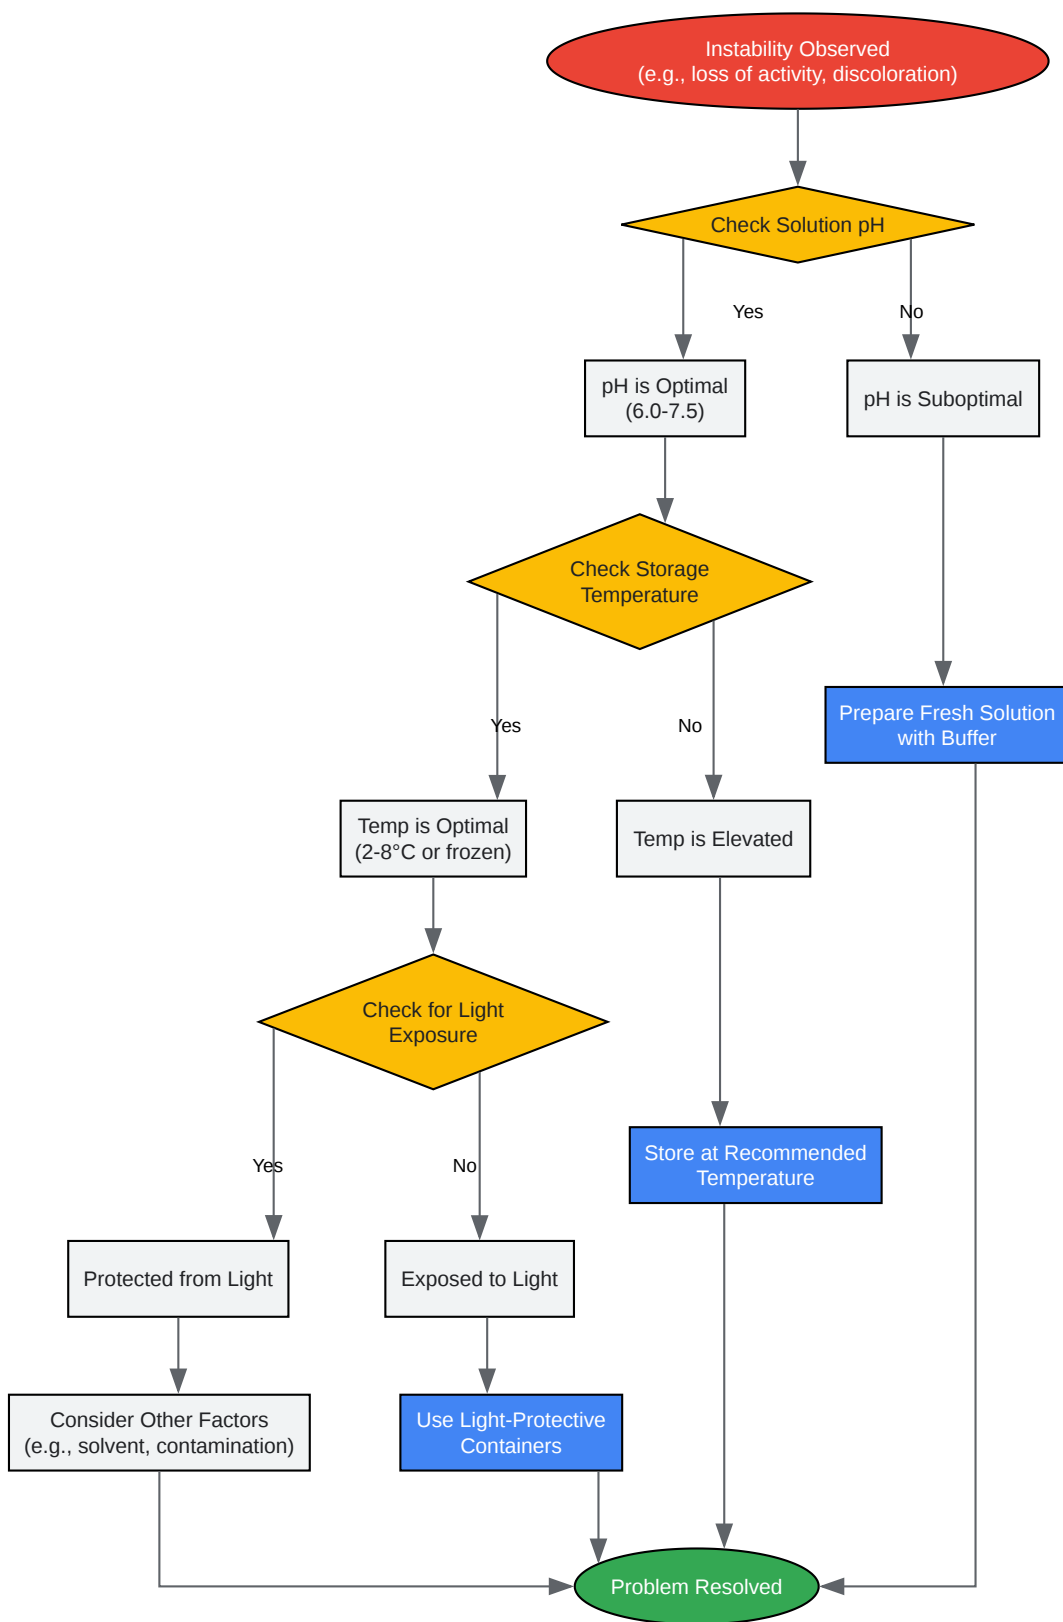 Instability Observed
(e.g., loss of activity, discoloration)
Check Solution pH
Yes
No
pH is Optimal
(6.0-7.5)
pH is Suboptimal
Check Storage
Temperature
Yes
No
Prepare Fresh Solution
with Buffer
Temp is Optimal
(2-8°C or frozen)
Temp is Elevated
Check for Light
Exposure
Yes
No
Store at Recommended
Temperature
Protected from Light
Exposed to Light
Consider Other Factors
(e.g., solvent, contamination)
Use Light-Protective
Containers
Problem Resolved